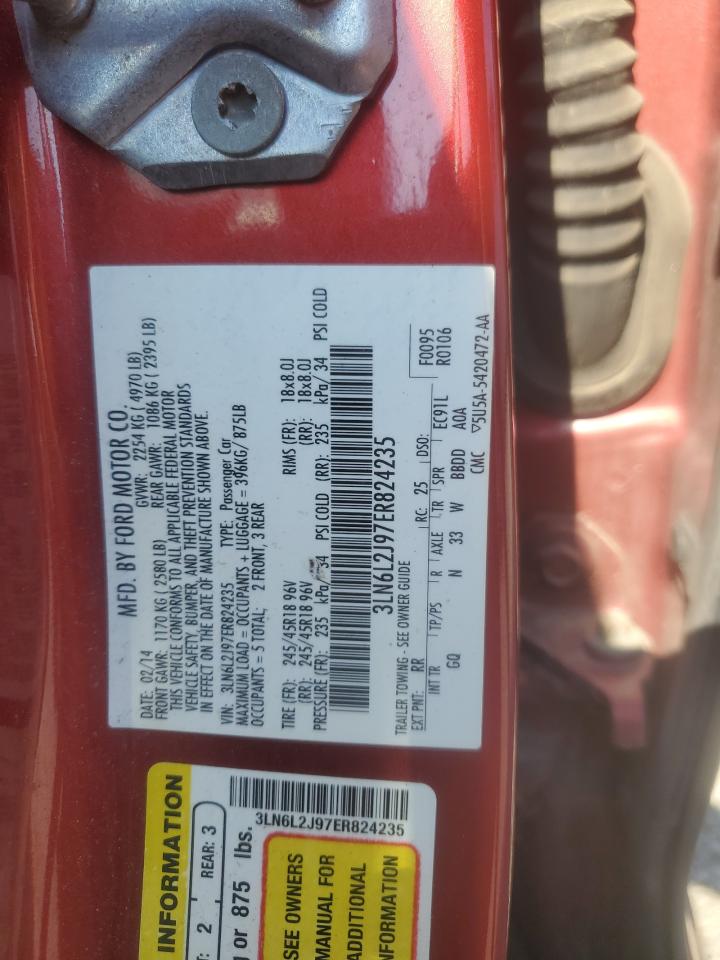 MFD. BY FORD MOTOR CO.
DATE: 02/14 GVWR: 2254 KG ( 4970 LB)
FRONT GAWR: 1170 KG ( 2580 LB) REAR GAWR: 1086 KG ( 2395 LB)
THIS VEHICLE CONFORMS TO ALL APPLICABLE FEDERAL MOTOR
VEHICLE SAFETY, BUMPER, AND THEFT PREVENTION STANDARDS
IN EFFECT ON THE DATE OF MANUFACTURE SHOWN ABOVE.
VIN: 3LN6L2J97ER824235 TYPE: Passenger Car
MAXIMUM LOAD = OCCUPANTS + LUGGAGE = 396KG/ 875LB
OCCUPANTS = 5 TOTAL: 2 FRONT, 3 REAR
TIRE (FR): 245/45R18 96V RIMS (FR): 18x8.0J
(RR): 245/45R18 96V (RR): 18x8.0J
PRESSURE (FR): 235 kPa/ 34 PSI COLD (RR): 235 kPa/ 34 PSI COLD
3LN6L2J97ER824235
TRAILER TOWING - SEE OWNER GUIDE
F0095
R0106
EXT PNT: RR RC: 25 DSO: EC91L
INT TR TP/PS R AXLE TR SPR
GQ N 33 W BBDD A0A
CMC ▽5U5A-5420472-AA
INFORMATION
2 REAR: 3
or 875 lbs.
3LN6L2J97ER824235
SEE OWNERS
MANUAL FOR
ADDITIONAL
INFORMATION